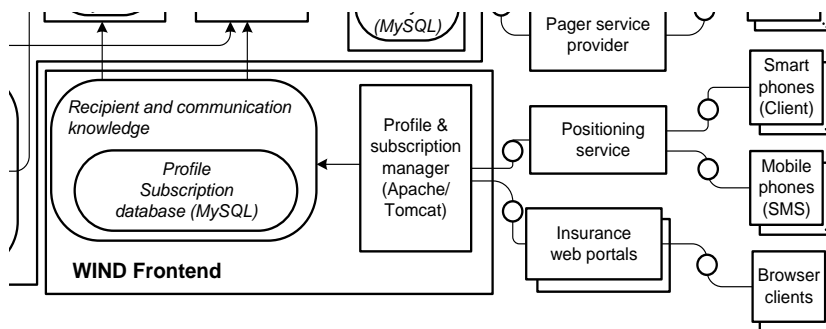 (MySQL)
Pager service
provider
Smart
phones
(Client)
Recipient and communication
knowledge
Profile &
subscription
manager
(Apache/
Tomcat)
Positioning
service
Profile
Subscription
database (MySQL)
Mobile
phones
(SMS)
Insurance
web portals
WIND Frontend
Browser
clients